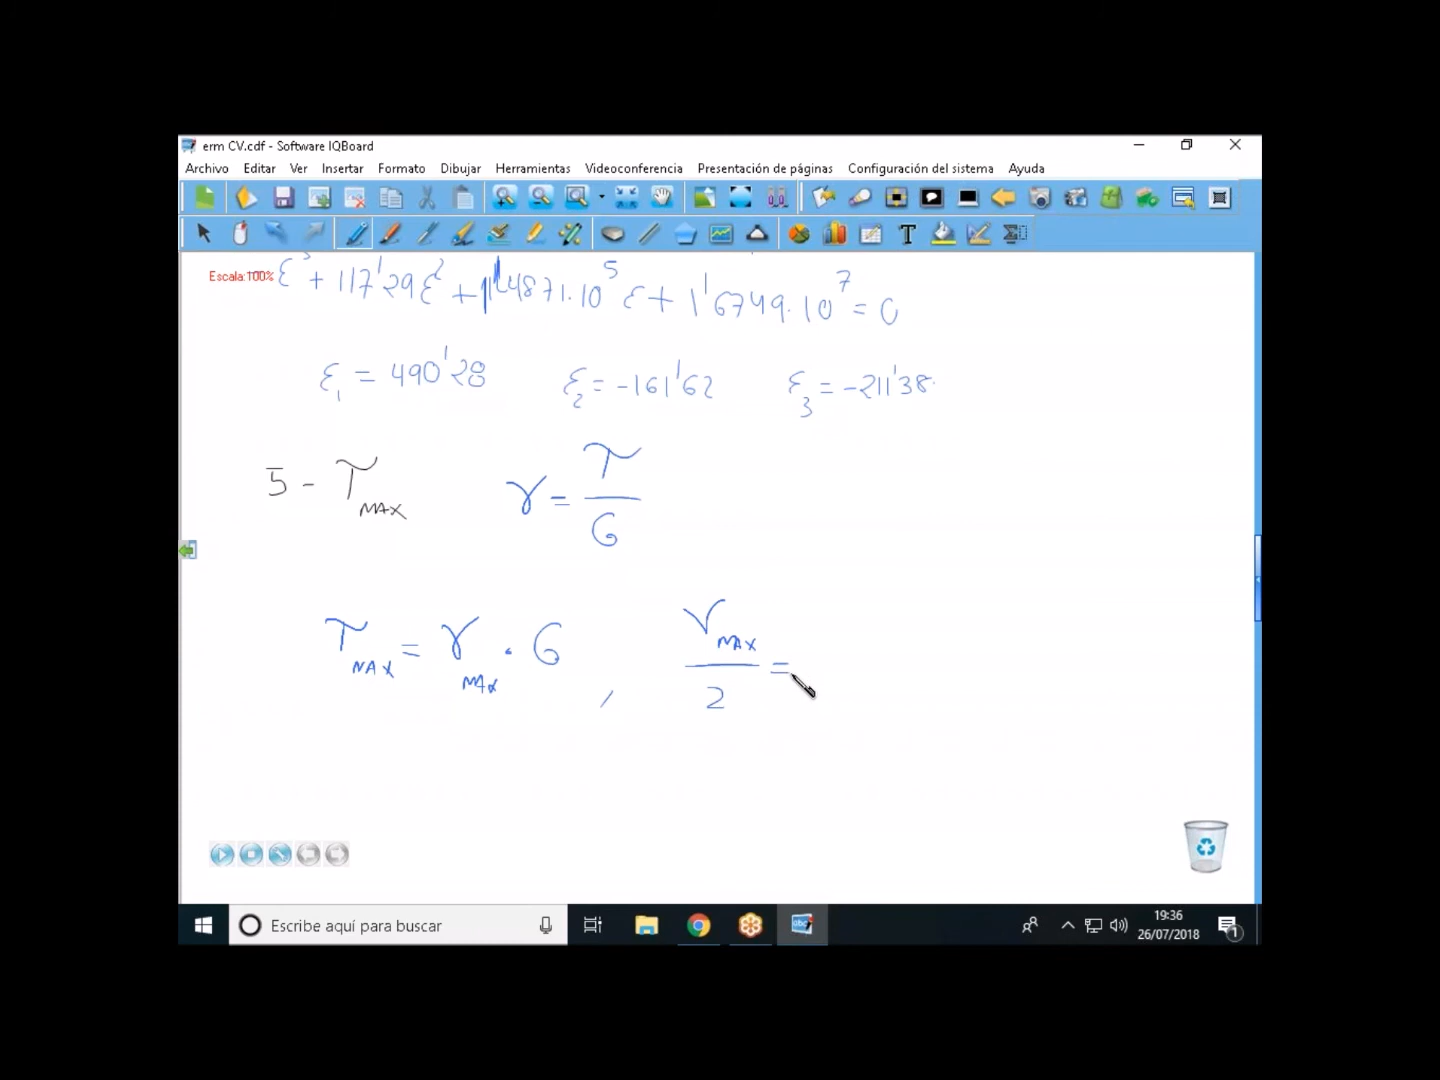 erm CV.cdf - Software IQBoard
Archivo Editar Ver Insertar Formato Dibujar Herramientas Videoconferencia Presentación de páginas Configuración del sistema Ayuda
Escala:100%
ε³ + 117'29ε² + 1'4871.10⁵ ε + 1'6749.10⁷ = 0
ε₁ = 490'28 ε₂ = -161'62 ε₃ = -211'38
5 - τ_MAX γ = τ/G
τ_MAX = γ_MAX · G , γ_MAX/2 =
Escribe aquí para buscar
19:36
26/07/2018
1